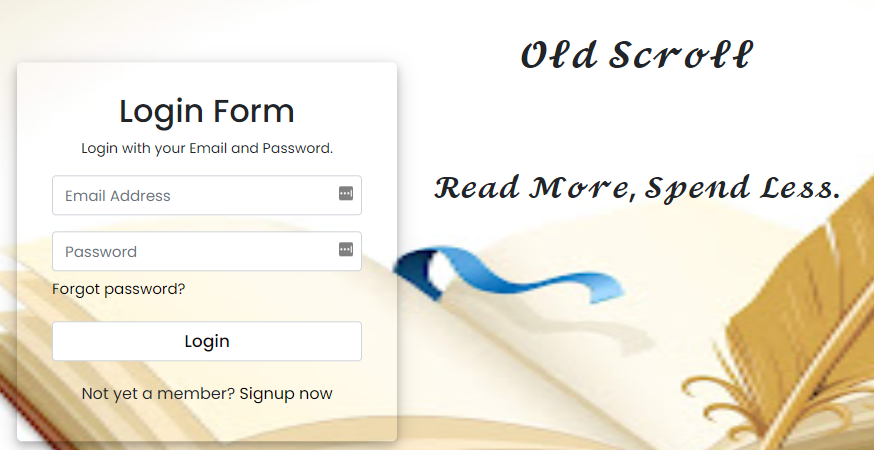 Old Scroll
Read More, Spend Less.
Login Form
Login with your Email and Password.
Email Address
Password
Forgot password?
Login
Not yet a member? Signup now